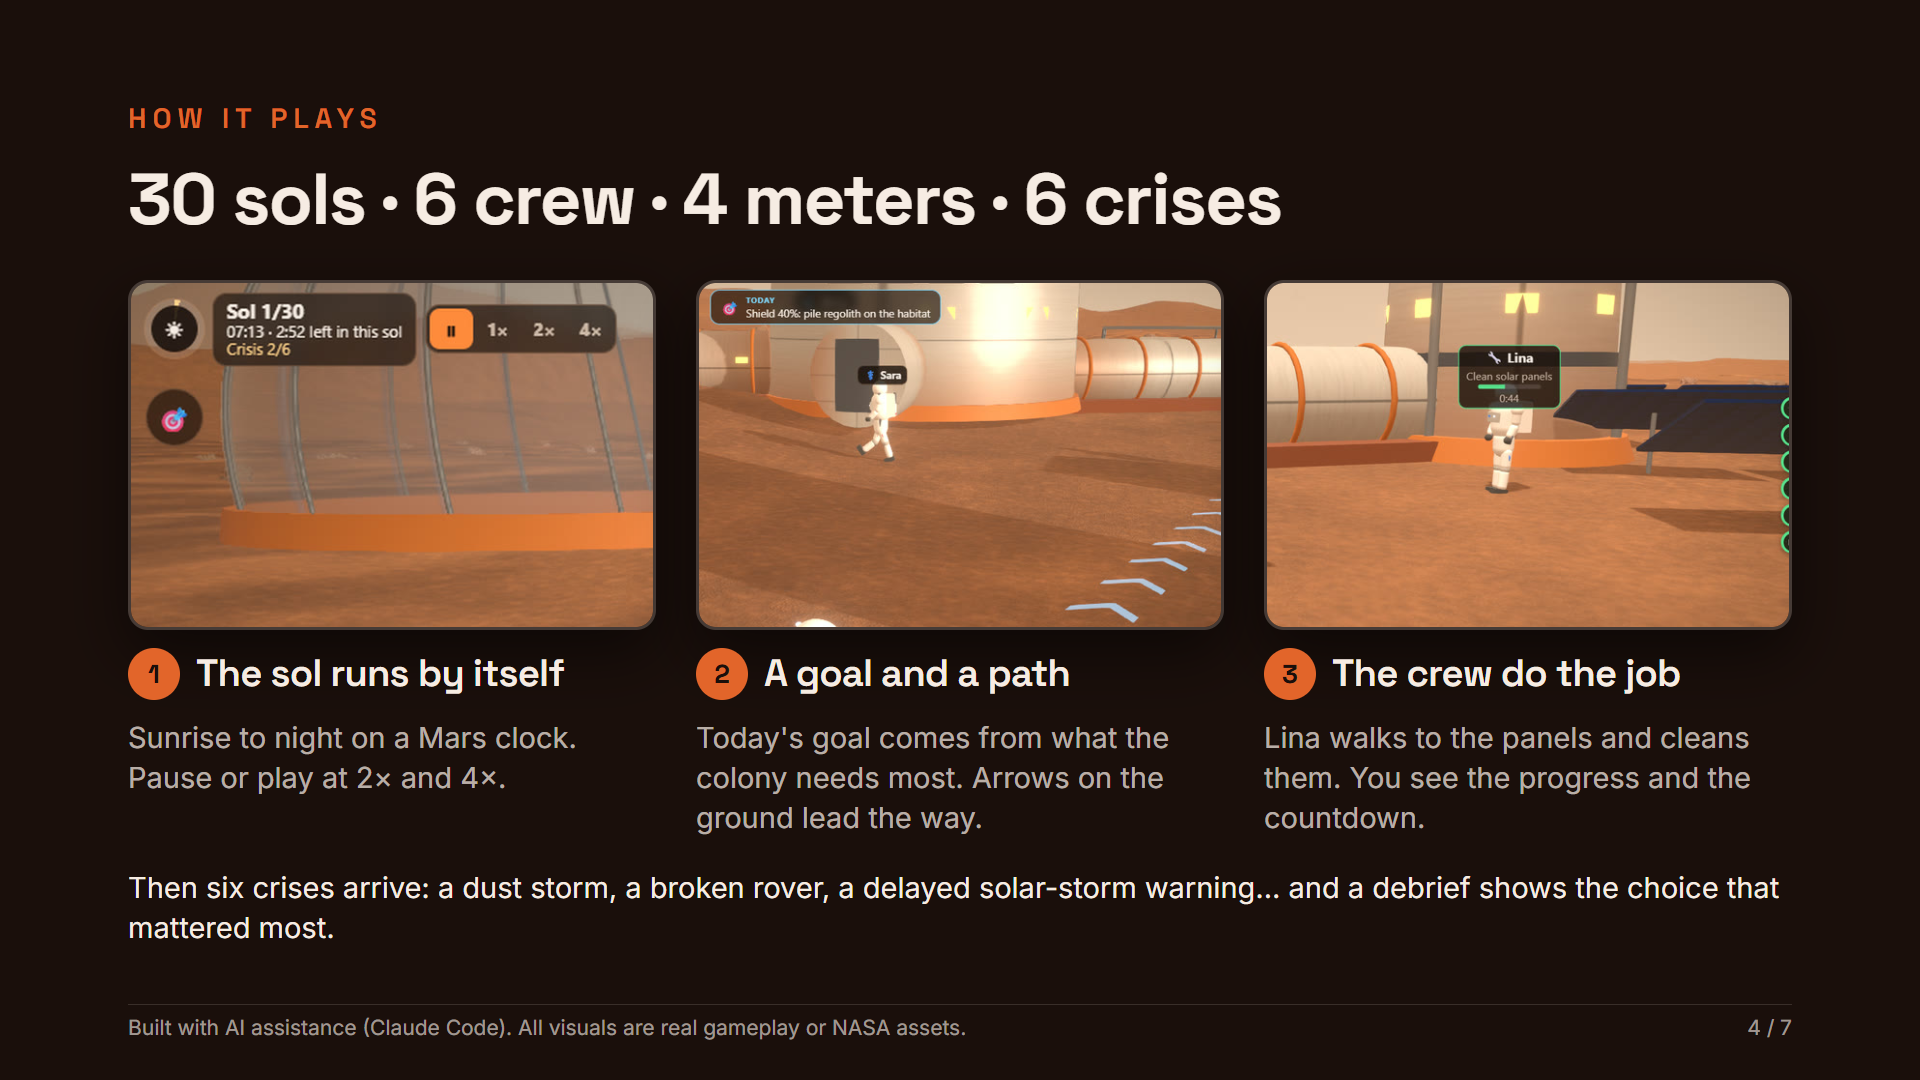 HOW IT PLAYS
30 sols · 6 crew · 4 meters · 6 crises
Sol 1/30
07:13 · 2:52 left in this sol
Crisis 2/6
1×
2×
4×
TODAY
Shield 40%: pile regolith on the habitat
Sara
Lina
Clean solar panels
0:44
1 The sol runs by itself
Sunrise to night on a Mars clock.
Pause or play at 2× and 4×.
2 A goal and a path
Today's goal comes from what the
colony needs most. Arrows on the
ground lead the way.
3 The crew do the job
Lina walks to the panels and cleans
them. You see the progress and the
countdown.
Then six crises arrive: a dust storm, a broken rover, a delayed solar-storm warning... and a debrief shows the choice that
mattered most.
Built with AI assistance (Claude Code). All visuals are real gameplay or NASA assets.
4 / 7